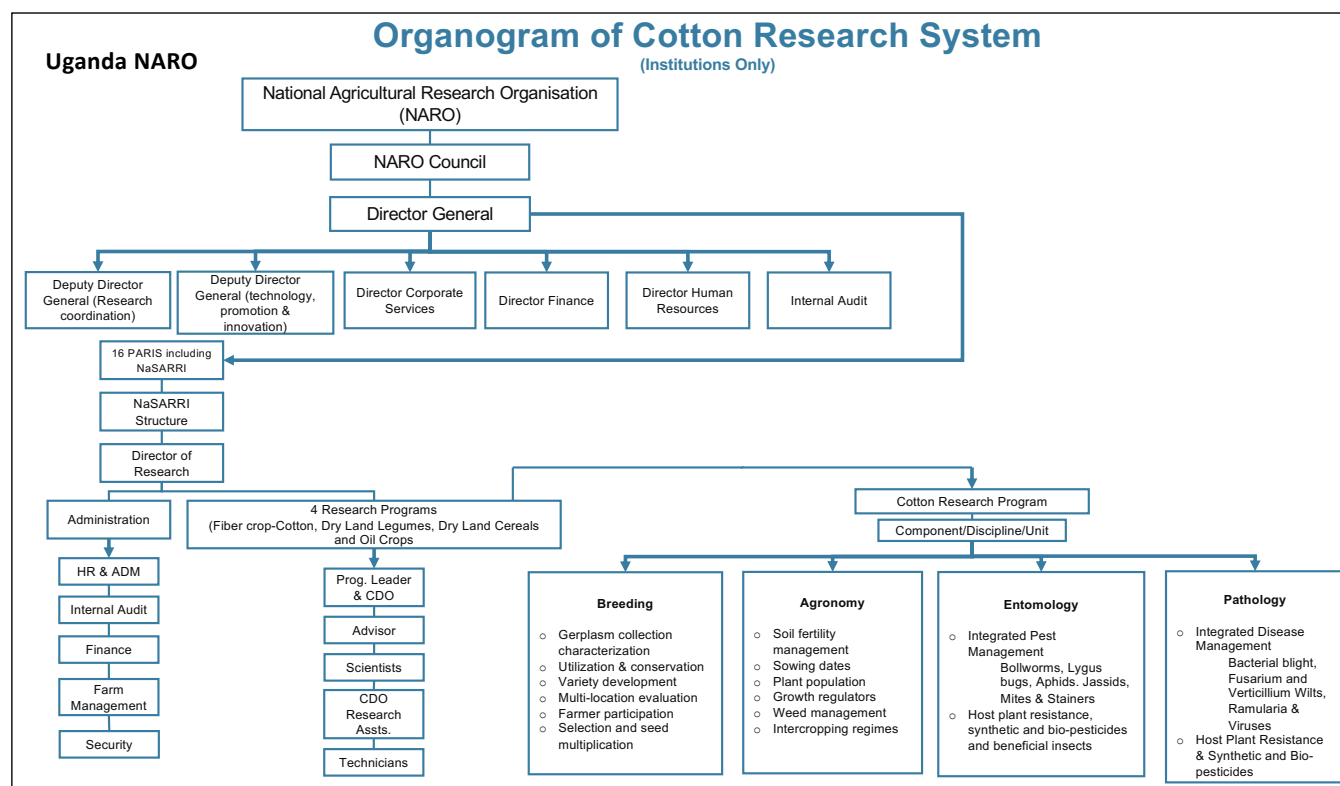 Organogram of Cotton Research System
(Institutions Only)
Uganda NARO
National Agricultural Research Organisation
(NARO)
NARO Council
Director General
Deputy Director
General (Research
coordination)
Deputy Director
General (technology,
promotion &
innovation)
Director Corporate
Services
Director Finance
Director Human
Resources
Internal Audit
16 PARIS including
NaSARRI
NaSARRI
Structure
Director of
Research
Administration
4 Research Programs
(Fiber crop-Cotton, Dry Land Legumes, Dry Land Cereals
and Oil Crops
Cotton Research Program
Component/Discipline/Unit
HR & ADM
Internal Audit
Finance
Farm
Management
Security
Prog. Leader
& CDO
Advisor
Scientists
CDO
Research
Assts.
Technicians
Breeding
○ Gerplasm collection
characterization
○ Utilization & conservation
○ Variety development
○ Multi-location evaluation
○ Farmer participation
○ Selection and seed
multiplication
Agronomy
○ Soil fertility
management
○ Sowing dates
○ Plant population
○ Growth regulators
○ Weed management
○ Intercropping regimes
Entomology
○ Integrated Pest
Management
Bollworms, Lygus
bugs, Aphids. Jassids,
Mites & Stainers
○ Host plant resistance,
synthetic and bio-pesticides
and beneficial insects
Pathology
○ Integrated Disease
Management
Bacterial blight,
Fusarium and
Verticillium Wilts,
Ramularia &
Viruses
○ Host Plant Resistance
& Synthetic and Bio-
pesticides